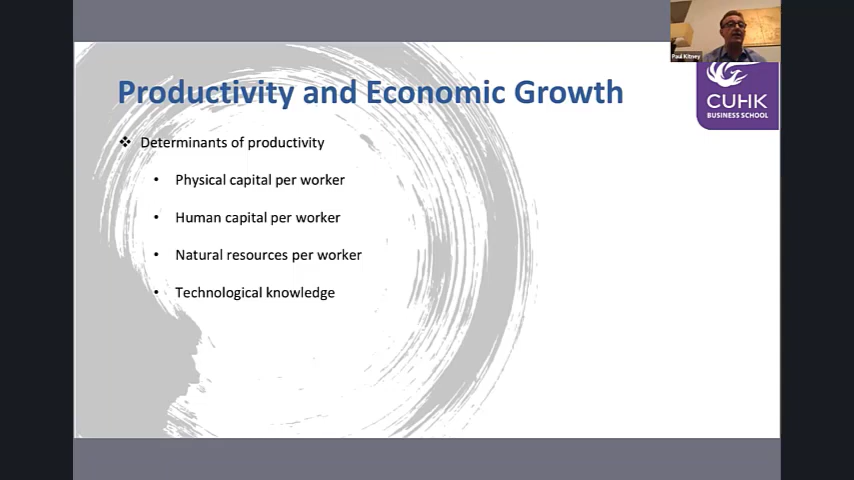 Paul Kitney
Productivity and Economic Growth
CUHK
BUSINESS SCHOOL
❖ Determinants of productivity
• Physical capital per worker
• Human capital per worker
• Natural resources per worker
• Technological knowledge